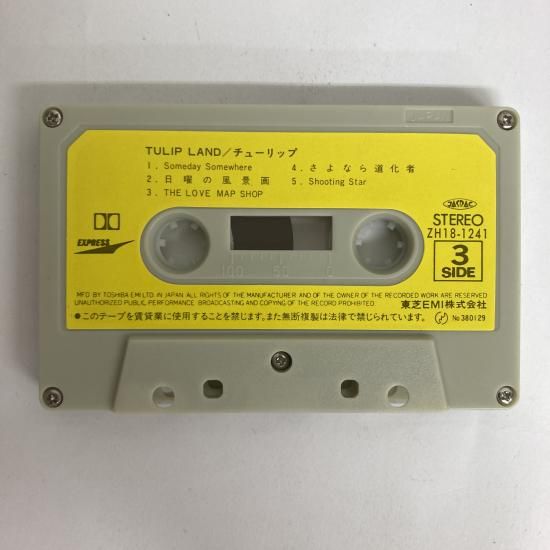 JAPAN
TULIP LAND/チューリップ
1. Someday Somewhere
2. 日曜の風景画
3. THE LOVE MAP SHOP
4. さよなら道化者
5. Shooting Star
EXPRESS
JASRAC
STEREO
ZH18-1241
3
SIDE
MFD BY TOSHIBA-EMI LTD. IN JAPAN. ALL RIGHTS OF THE MANUFACTURER AND OF THE OWNER OF THE RECORDED WORK ARE RESERVED
UNAUTHORIZED PUBLIC, PERFORMANCE BROADCASTING AND COPYING OF THE RECORD PROHIBITED.
100 50 0
東芝EMI株式会社
●このテープを賃貸業に使用することを禁じます。また無断複製は法律で禁じられています。
No 380129